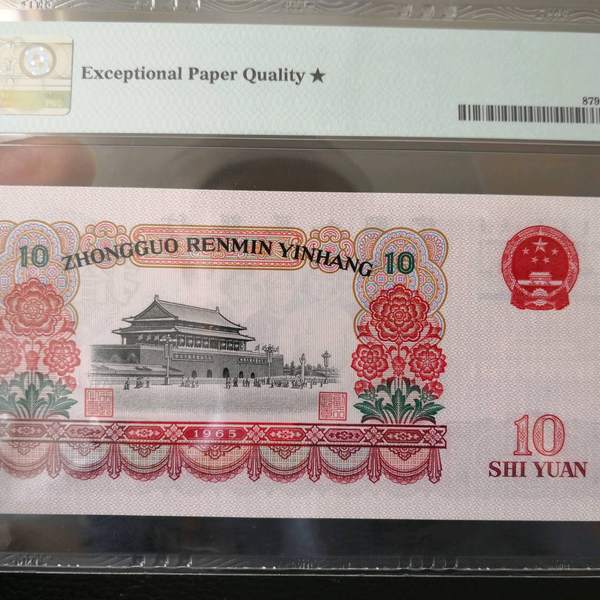 Exceptional Paper Quality ★
879
10 ZHONGGUO RENMIN YINHANG 10
1965
10
SHI YUAN